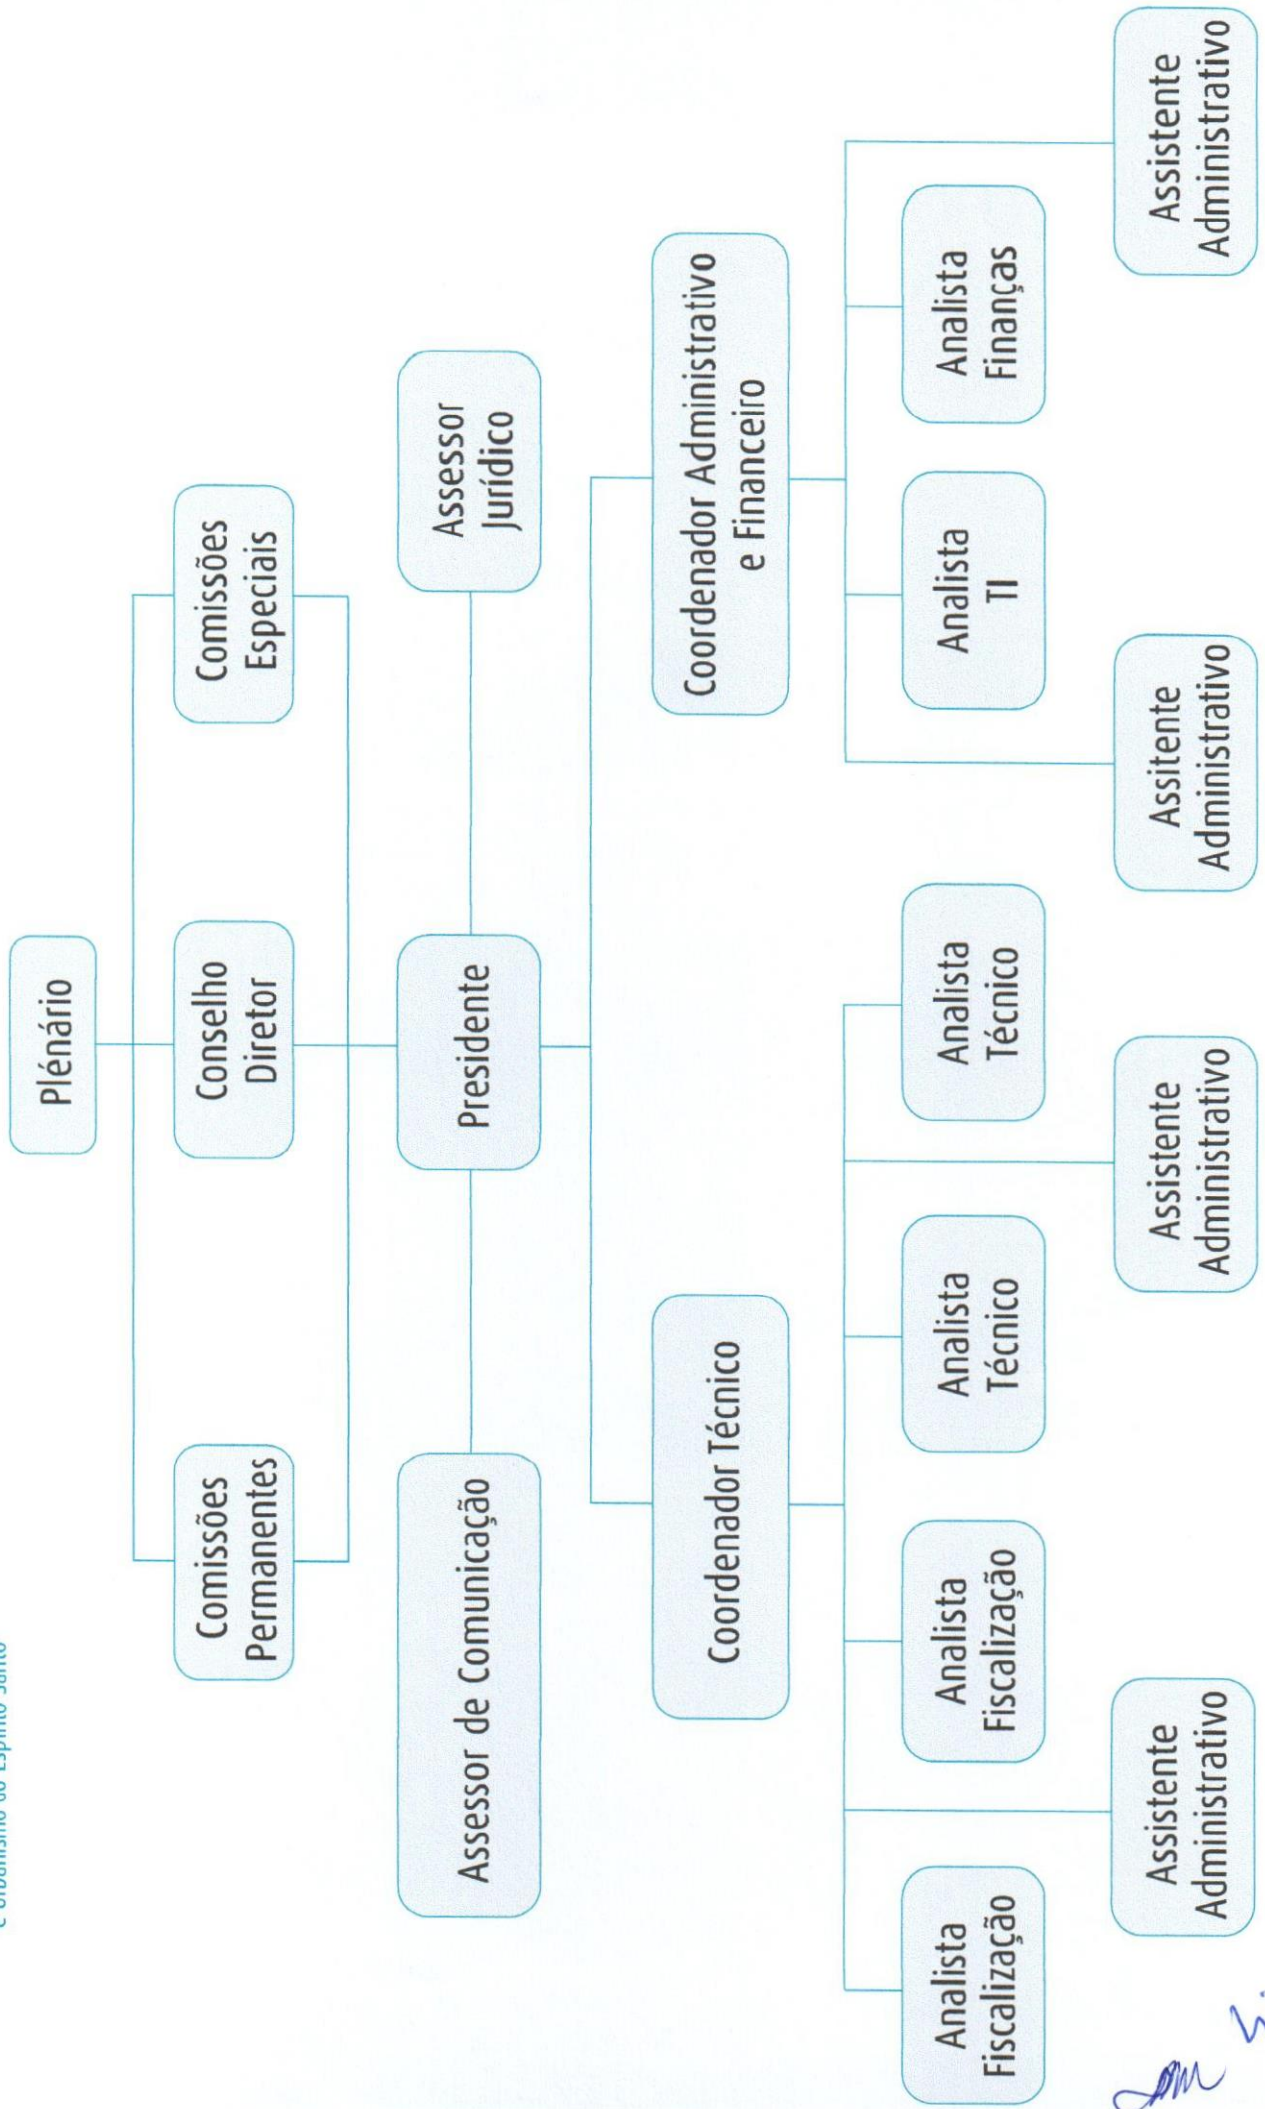 e Urbanismo do Espírito Santo
Plénário
Comissões
Permanentes
Conselho
Diretor
Comissões
Especiais
Assessor de Comunicação
Presidente
Assessor
Jurídico
Coordenador Técnico
Coordenador Administrativo
e Financeiro
Analista
Fiscalização
Analista
Fiscalização
Analista
Técnico
Analista
Técnico
Analista
TI
Analista
Finanças
Assistente
Administrativo
Assistente
Administrativo
Assitente
Administrativo
Assistente
Administrativo